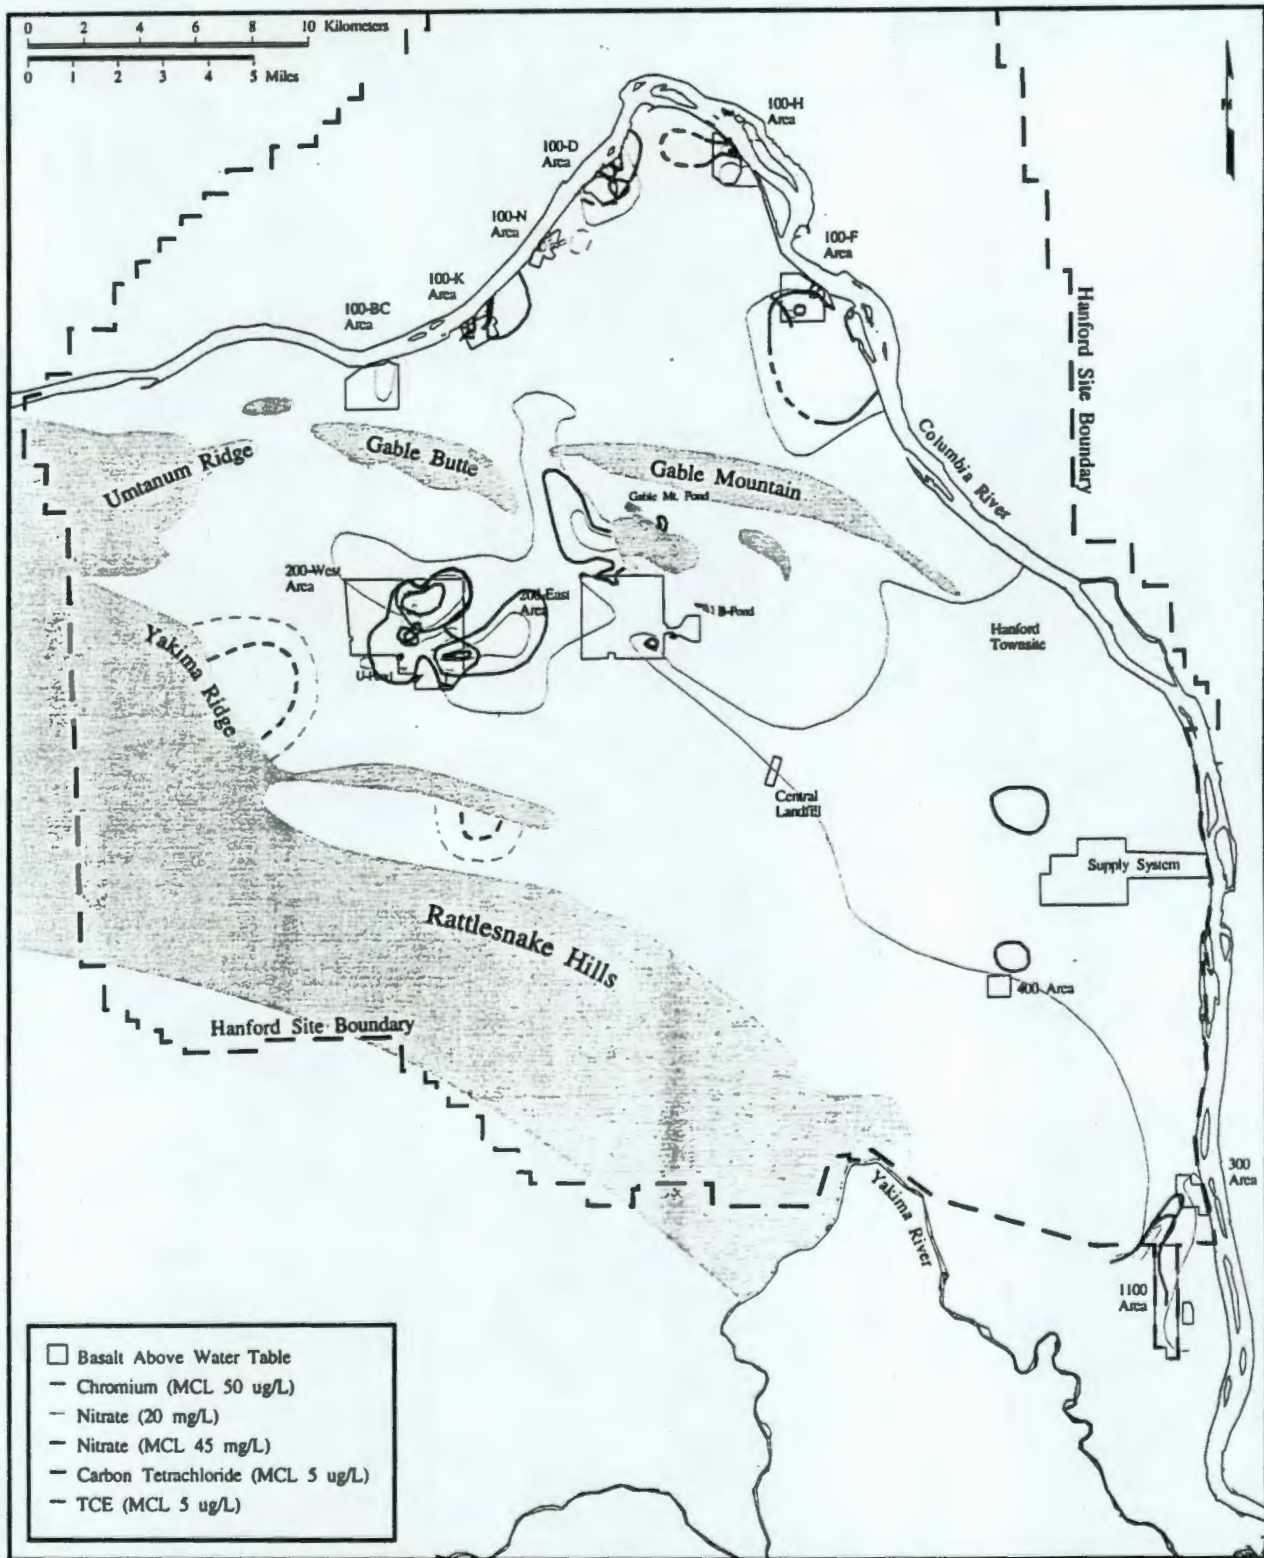 0 2 4 6 8 10 Kilometers
0 1 2 3 4 5 Miles
N
100-H
Area
100-D
Area
100-N
Area
100-F
Area
100-K
Area
100-BC
Area
Hanford Site Boundary
Columbia River
Umtanum Ridge
Gable Butte
Gable Mountain
Gable Mt. Pond
200-West
Area
200-East
Area
B-Pond
Hanford
Townsite
U-Pond
Yakima Ridge
Central
Landfill
Supply System
Rattlesnake Hills
400 Area
Hanford Site Boundary
Yakima River
300
Area
1100
Area
Basalt Above Water Table
Chromium (MCL 50 ug/L)
Nitrate (20 mg/L)
Nitrate (MCL 45 mg/L)
Carbon Tetrachloride (MCL 5 ug/L)
TCE (MCL 5 ug/L)